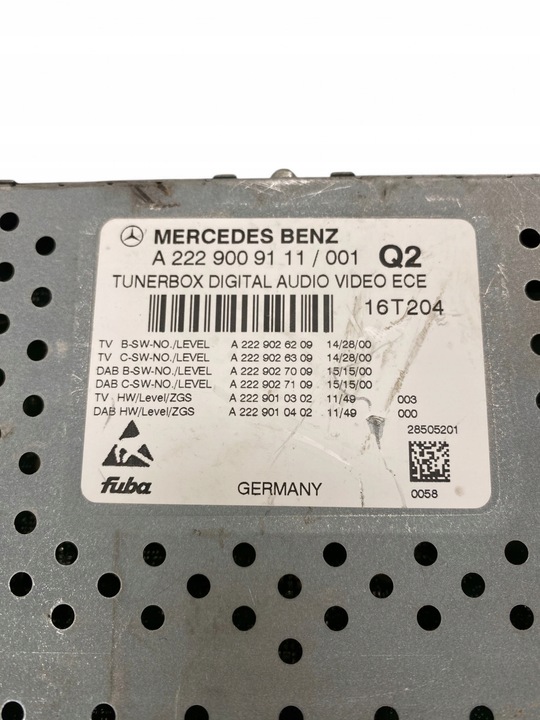 MERCEDES BENZ
A 222 900 91 11 / 001 Q2
TUNERBOX DIGITAL AUDIO VIDEO ECE
16T204
TV B-SW-NO./LEVEL A 222 902 62 09 14/28/00
TV C-SW-NO./LEVEL A 222 902 63 09 14/28/00
DAB B-SW-NO./LEVEL A 222 902 70 09 15/15/00
DAB C-SW-NO./LEVEL A 222 902 71 09 15/15/00
TV HW/Level/ZGS A 222 901 03 02 11/49 003
DAB HW/Level/ZGS A 222 901 04 02 11/49 000
28505201
fuba GERMANY 0058